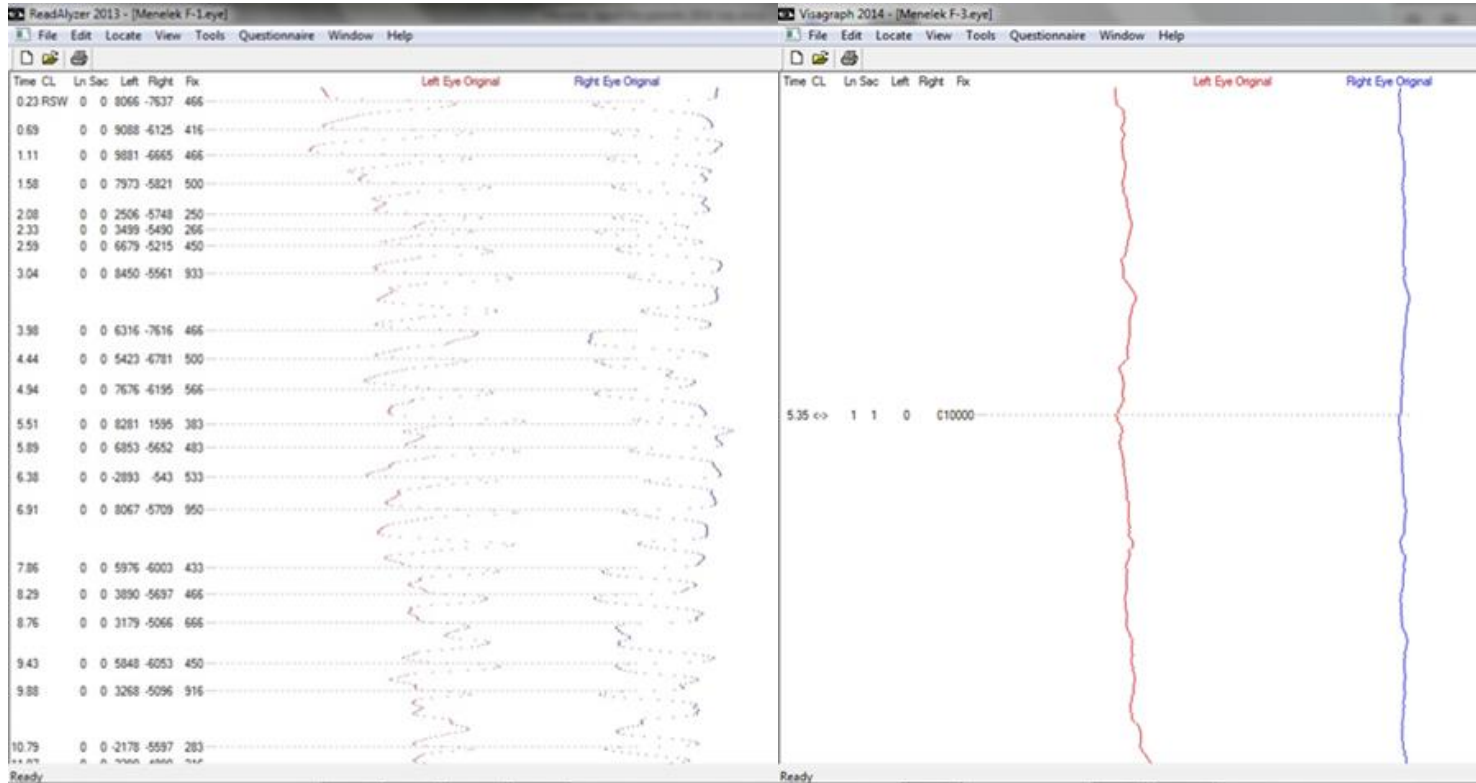 ReadAlyzer 2013 - [Menelek F-1.eye]
File Edit Locate View Tools Questionnaire Window Help
Time CL Ln Sac Left Right Fix Left Eye Original Right Eye Original
0.23 RSW 0 0 8066 -7637 466
0.69 0 0 9088 -6125 416
1.11 0 0 9881 -6665 466
1.58 0 0 7973 -5821 500
2.08 0 0 2506 -5748 250
2.33 0 0 3499 -5490 266
2.59 0 0 6679 -5215 450
3.04 0 0 8450 -5561 933
3.98 0 0 6316 -7616 466
4.44 0 0 5423 -6781 500
4.94 0 0 7676 -6195 566
5.51 0 0 8281 1595 383
5.89 0 0 6853 -5652 483
6.38 0 0 -2893 -543 533
6.91 0 0 8067 -5709 950
7.86 0 0 5976 -6003 433
8.29 0 0 3890 -5697 466
8.76 0 0 3179 -5066 666
9.43 0 0 5848 -6053 450
9.88 0 0 3268 -5096 916
10.79 0 0 -2178 -5597 283
Ready
Visagraph 2014 - [Menelek F-3.eye]
File Edit Locate View Tools Questionnaire Window Help
Time CL Ln Sac Left Right Fix Left Eye Original Right Eye Original
5.35 <-> 1 1 0 C10000
Ready